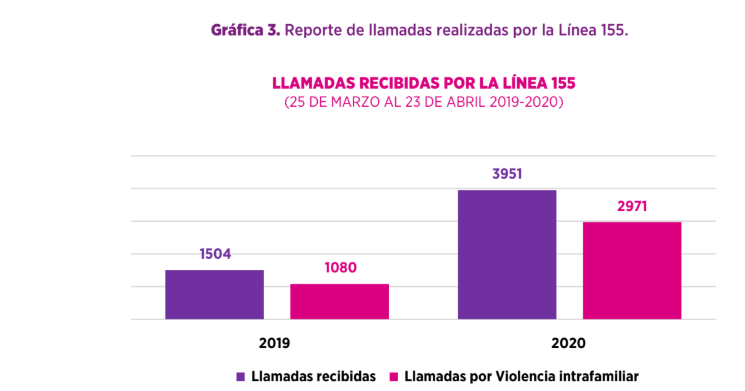 Gráfica 3. Reporte de llamadas realizadas por la Línea 155.
LLAMADAS RECIBIDAS POR LA LÍNEA 155
(25 DE MARZO AL 23 DE ABRIL 2019-2020)
3951
2971
1504
1080
2019 2020
Llamadas recibidas Llamadas por Violencia intrafamiliar